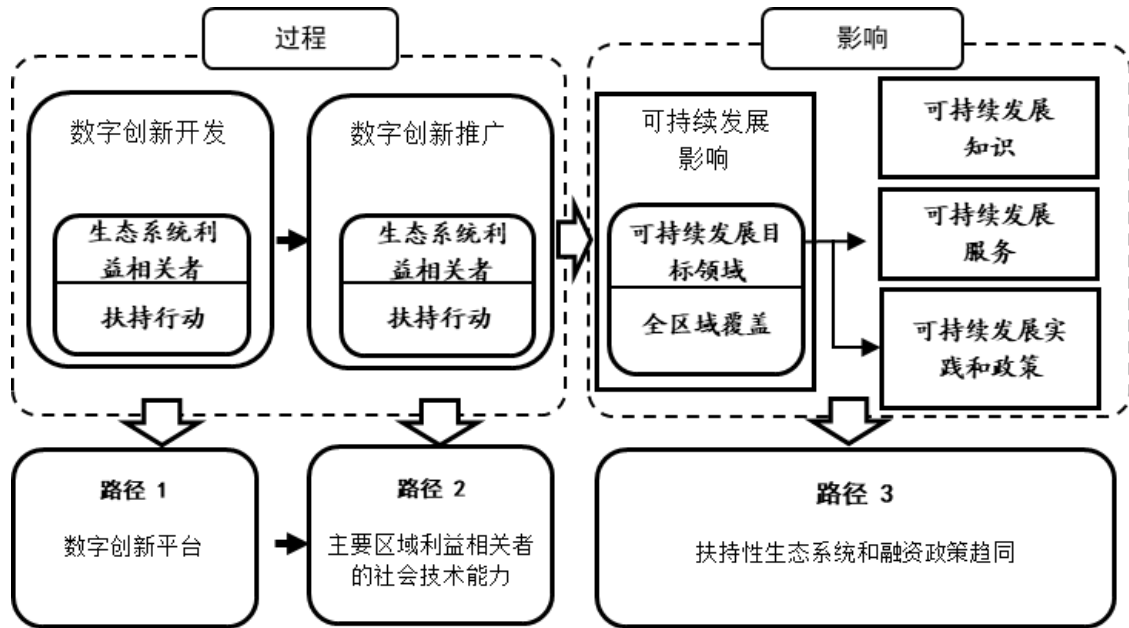 过程
数字创新开发
生态系统利
益相关者
扶持行动
数字创新推广
生态系统利
益相关者
扶持行动
影响
可持续发展
影响
可持续发展目
标领域
全区域覆盖
可持续发展
知识
可持续发展
服务
可持续发展实
践和政策
路径 1
数字创新平台
路径 2
主要区域利益相关者
的社会技术能力
路径 3
扶持性生态系统和融资政策趋同